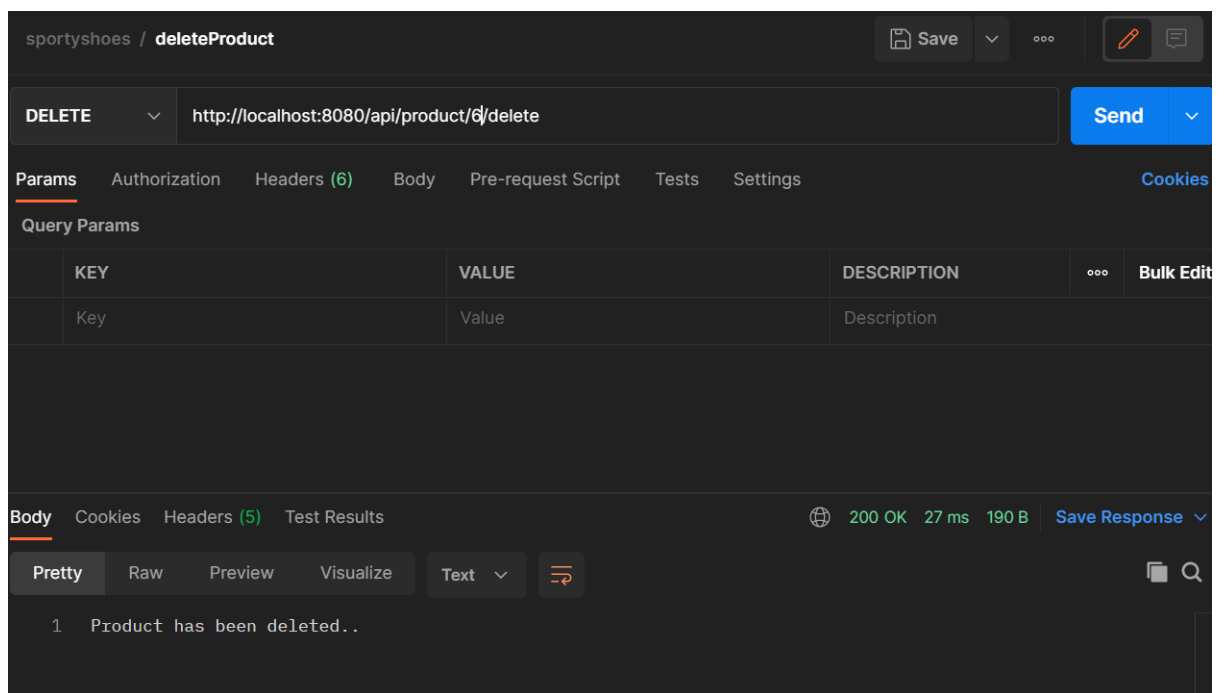 sportyshoes / deleteProduct
Save
DELETE
http://localhost:8080/api/product/6/delete
Send
Params Authorization Headers (6) Body Pre-request Script Tests Settings Cookies
Query Params
KEY VALUE DESCRIPTION Bulk Edit
Key Value Description
Body Cookies Headers (5) Test Results 200 OK 27 ms 190 B Save Response
Pretty Raw Preview Visualize Text
1 Product has been deleted..